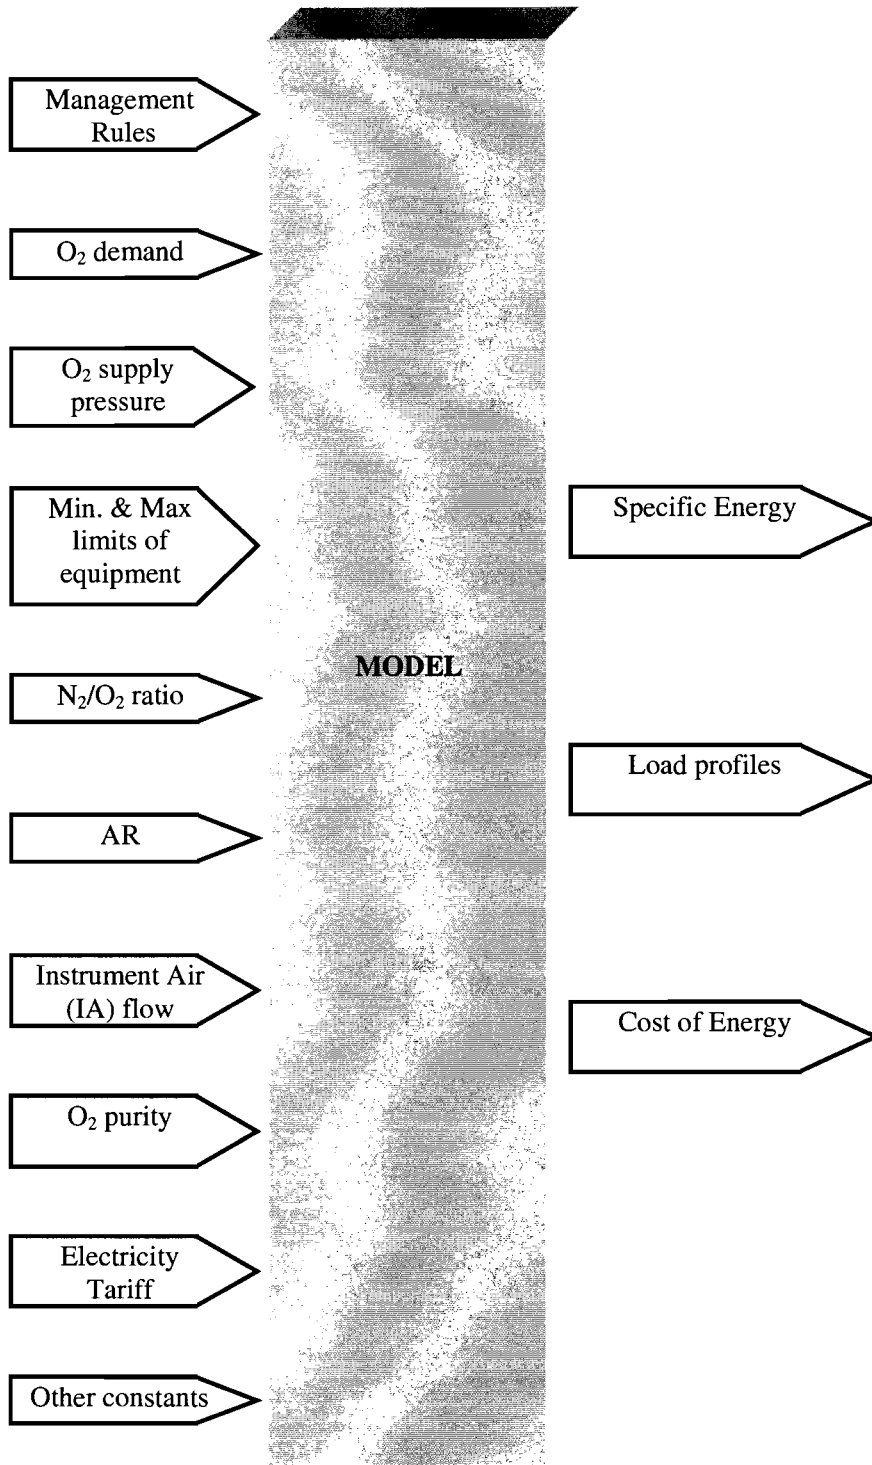 Management
Rules
O₂ demand
O₂ supply
pressure
Min. & Max
limits of
equipment
N₂/O₂ ratio
AR
Instrument Air
(IA) flow
O₂ purity
Electricity
Tariff
Other constants
MODEL
Specific Energy
Load profiles
Cost of Energy